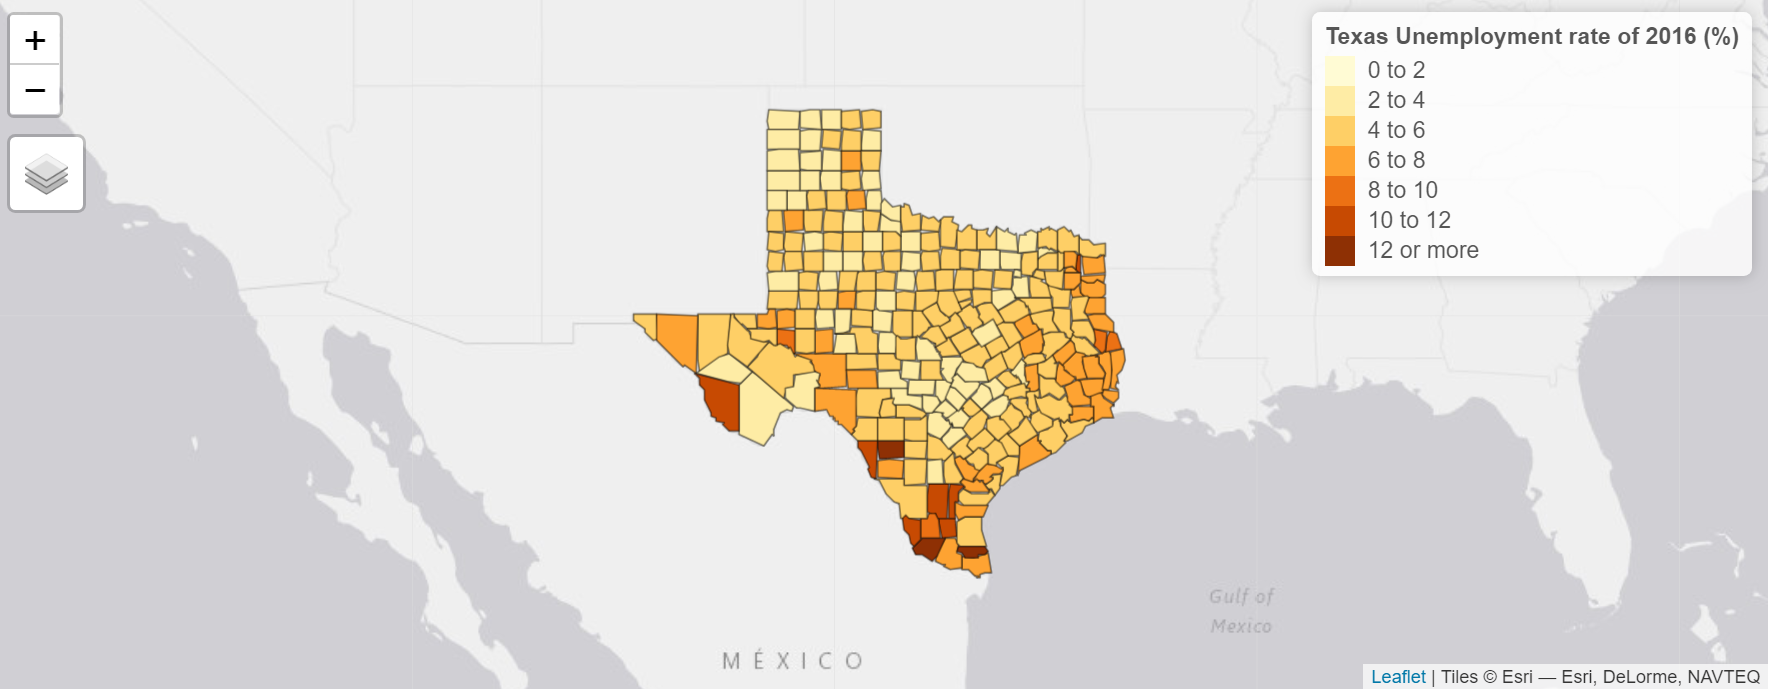 +
−
Texas Unemployment rate of 2016 (%)
0 to 2
2 to 4
4 to 6
6 to 8
8 to 10
10 to 12
12 or more
Gulf of
Mexico
MÉXICO
Leaflet | Tiles © Esri — Esri, DeLorme, NAVTEQ